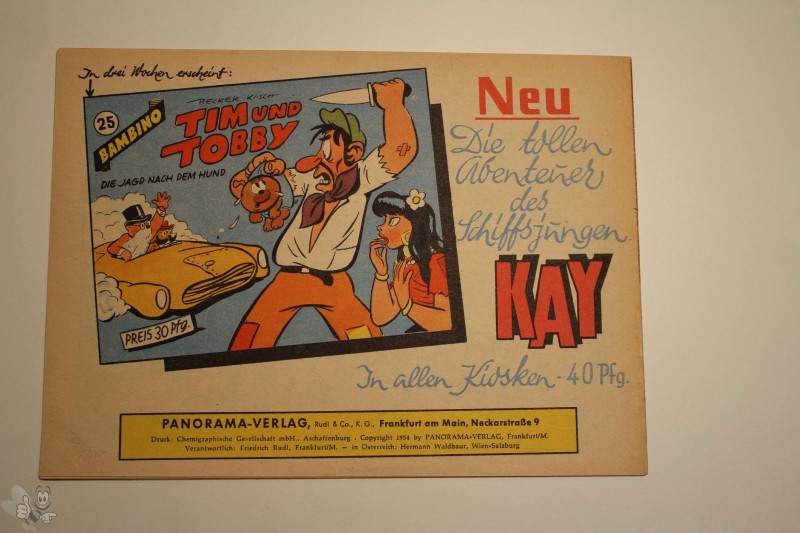 In drei Wochen erscheint:
25
BAMBINO
BECKER-KASCH
TIM UND
TOBBY
DIE JAGD NACH DEM HUND
PREIS 30 Pfg.
Neu
Die tollen
Abenteuer
des
Schiffsjungen
KAY
In allen Kiosken - 40 Pfg.
PANORAMA-VERLAG, Rudl & Co., K. G., Frankfurt am Main, Neckarstraße 9
Druck: Chemigraphische Gesellschaft mbH., Aschaffenburg - Copyright 1954 by PANORAMA-VERLAG, Frankfurt/M.
Verantwortlich: Friedrich Rudl, Frankfurt/M. — in Österreich: Hermann Waldbaur, Wien-Salzburg